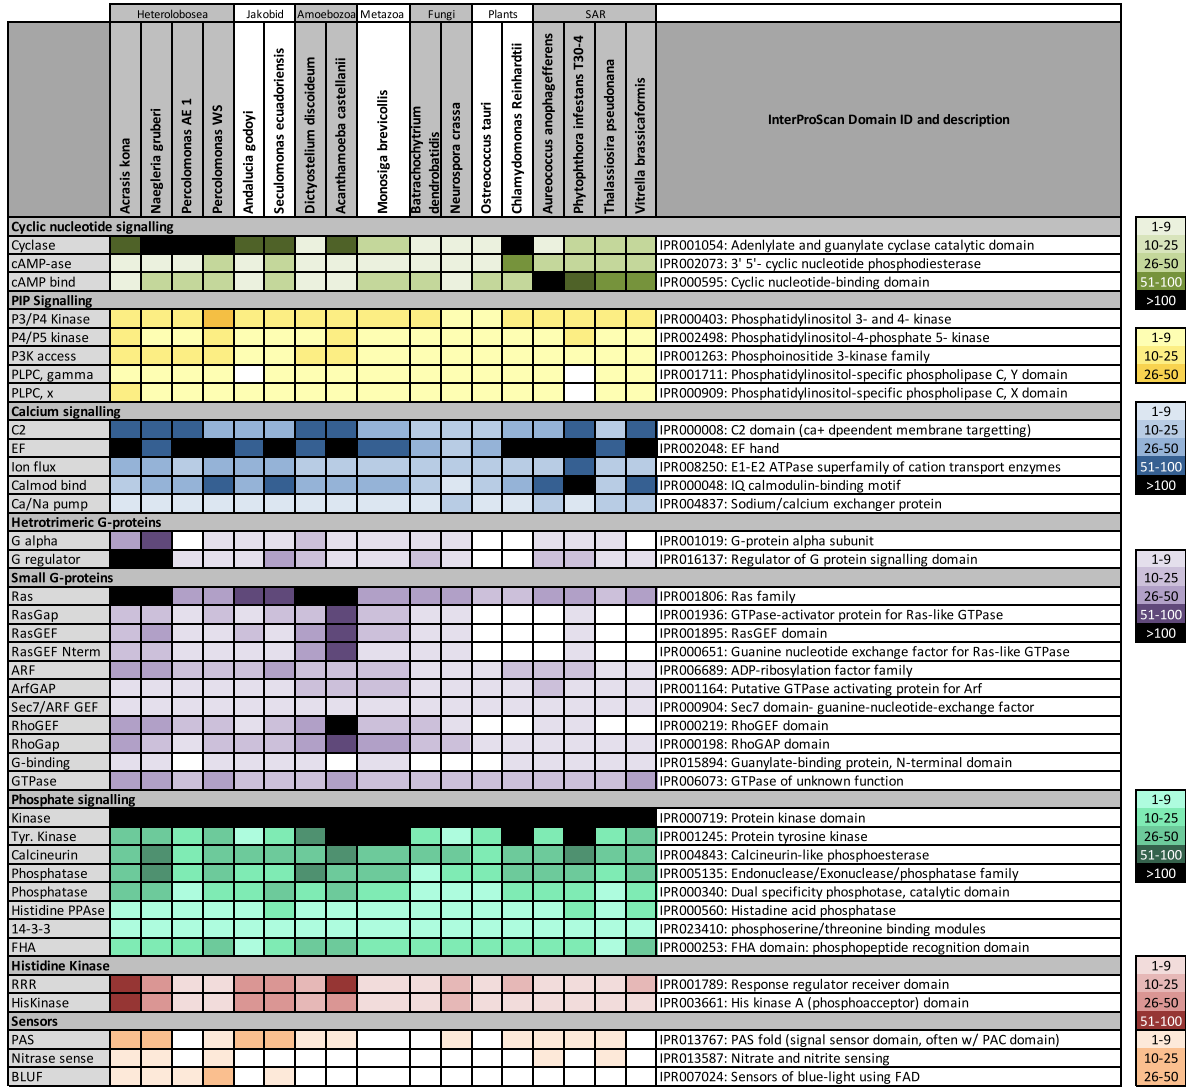 Heterolobosea Jakobid Amoebozoa Metazoa Fungi Plants SAR
Acrasis kona
Naegleria gruberi
Percolomonas AE 1
Percolomonas WS
Andalucia godoyi
Seculomonas ecuadoriensis
Dictyostelium discoideum
Acanthamoeba castellanii
Monosiga brevicollis
Batrachochytrium
dendrobatidis
Neurospora crassa
Ostreococcus tauri
Chlamydomonas Reinhardtii
Aureococcus anophagefferens
Phytophthora infestans T30-4
Thalassiosira pseudonana
Vitrella brassicaformis
InterProScan Domain ID and description
Cyclic nucleotide signalling
Cyclase IPR001054: Adenlylate and guanylate cyclase catalytic domain
cAMP-ase IPR002073: 3' 5'- cyclic nucleotide phosphodiesterase
cAMP bind IPR000595: Cyclic nucleotide-binding domain
PIP Signalling
P3/P4 Kinase IPR000403: Phosphatidylinositol 3- and 4- kinase
P4/P5 kinase IPR002498: Phosphatidylinositol-4-phosphate 5- kinase
P3K access IPR001263: Phosphoinositide 3-kinase family
PLPC, gamma IPR001711: Phosphatidylinsitol-specific phospholipase C, Y domain
PLPC, x IPR000909: Phosphatidylinsitol-specific phospholipase C, X domain
Calcium signalling
C2 IPR000008: C2 domain (ca+ dpeendent membrane targetting)
EF IPR002048: EF hand
Ion flux IPR008250: E1-E2 ATPase superfamily of cation transport enzymes
Calmod bind IPR000048: IQ calmodulin-binding motif
Ca/Na pump IPR004837: Sodium/calcium exchanger protein
Hetrotrimeric G-proteins
G alpha IPR001019: G-protein alpha subunit
G regulator IPR016137: Regulator of G protein signalling domain
Small G-proteins
Ras IPR001806: Ras family
RasGap IPR001936: GTPase-activator protein for Ras-like GTPase
RasGEF IPR001895: RasGEF domain
RasGEF Nterm IPR000651: Guanine nucleotide exchange factor for Ras-like GTPase
ARF IPR006689: ADP-ribosylation factor family
ArfGAP IPR001164: Putative GTPase activating protein for Arf
Sec7/ARF GEF IPR000904: Sec7 domain- guanine-nucleotide-exchange factor
RhoGEF IPR000219: RhoGEF domain
RhoGap IPR000198: RhoGAP domain
G-binding IPR015894: Guanylate-binding protein, N-terminal domain
GTPase IPR006073: GTPase of unknown function
Phosphate signalling
Kinase IPR000719: Protein kinase domain
Tyr. Kinase IPR001245: Protein tyrosine kinase
Calcineurin IPR004843: Calcineurin-like phosphoesterase
Phosphatase IPR005135: Endonuclease/Exonuclease/phosphatase family
Phosphatase IPR000340: Dual specificity phosphotase, catalytic domain
Histidine PPAse IPR000560: Histadine acid phosphatase
14-3-3 IPR023410: phosphoserine/threonine binding modules
FHA IPR000253: FHA domain: phosphopeptide recognition domain
Histidine Kinase
RRR IPR001789: Response regulator receiver domain
HisKinase IPR003661: His kinase A (phosphoacceptor) domain
Sensors
PAS IPR013767: PAS fold (signal sensor domain, often w/ PAC domain)
Nitrase sense IPR013587: Nitrate and nitrite sensing
BLUF IPR007024: Sensors of blue-light using FAD
1-9
10-25
26-50
51-100
>100
1-9
10-25
26-50
1-9
10-25
26-50
51-100
>100
1-9
10-25
26-50
51-100
>100
1-9
10-25
26-50
51-100
>100
1-9
10-25
26-50
51-100
1-9
10-25
26-50